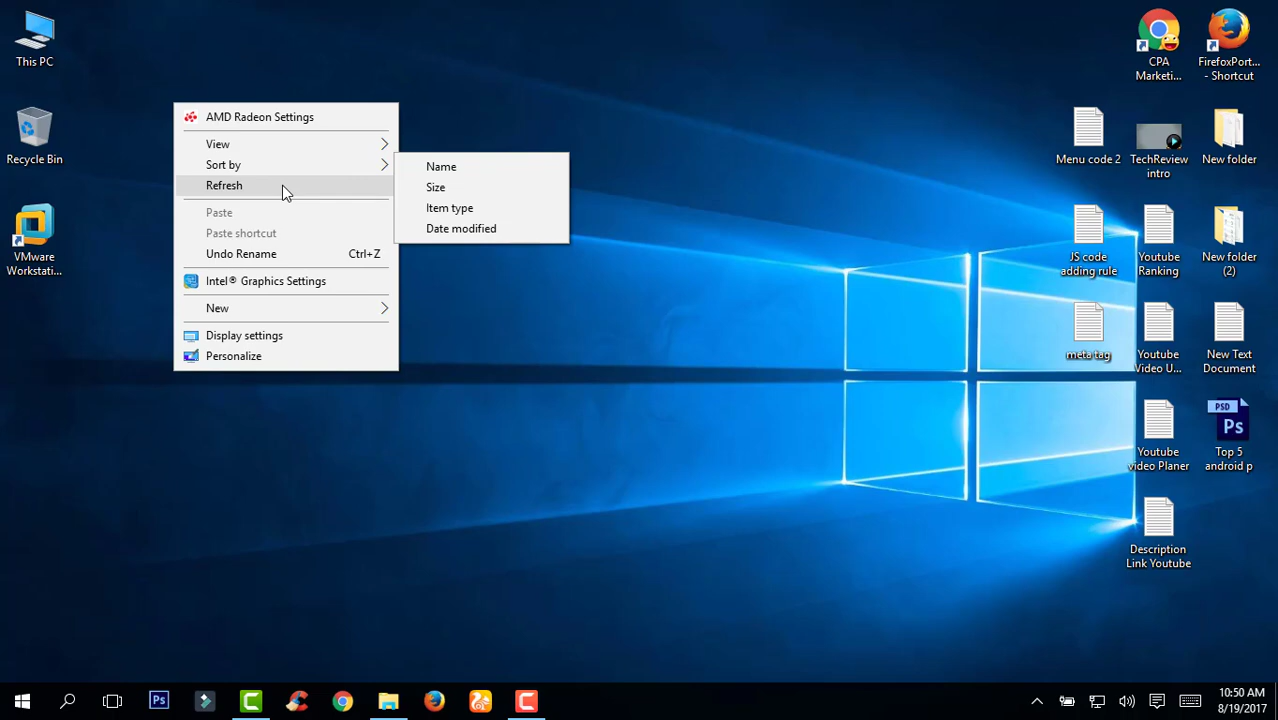 This PC
Recycle Bin
VMware
Workstati...
AMD Radeon Settings
View
Sort by
Refresh
Paste
Paste shortcut
Undo Rename Ctrl+Z
Intel® Graphics Settings
New
Display settings
Personalize
Name
Size
Item type
Date modified
CPA
Marketi...
FirefoxPort...
- Shortcut
Menu code 2
TechReview
intro
New folder
JS code
adding rule
Youtube
Ranking
New folder
(2)
meta tag
Youtube
Video U...
New Text
Document
Youtube
video Planer
PSD
Ps
Top 5
android p
Description
Link Youtube
Ps
10:50 AM
8/19/2017